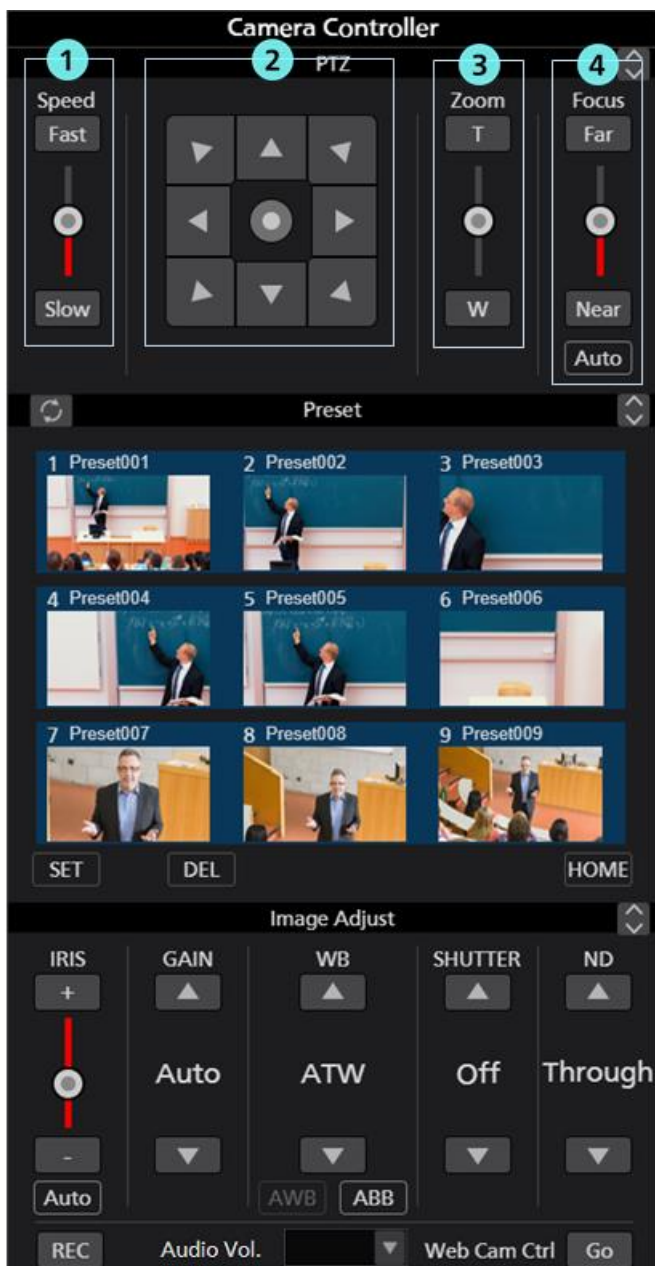 Camera Controller
1 2 PTZ 3 4
Speed Zoom Focus
Fast T Far
Slow W Near
Auto
Preset
1 Preset001 2 Preset002 3 Preset003
4 Preset004 5 Preset005 6 Preset006
7 Preset007 8 Preset008 9 Preset009
SET DEL HOME
Image Adjust
IRIS GAIN WB SHUTTER ND
+
Auto ATW Off Through
-
Auto AWB ABB
REC Audio Vol. Web Cam Ctrl Go